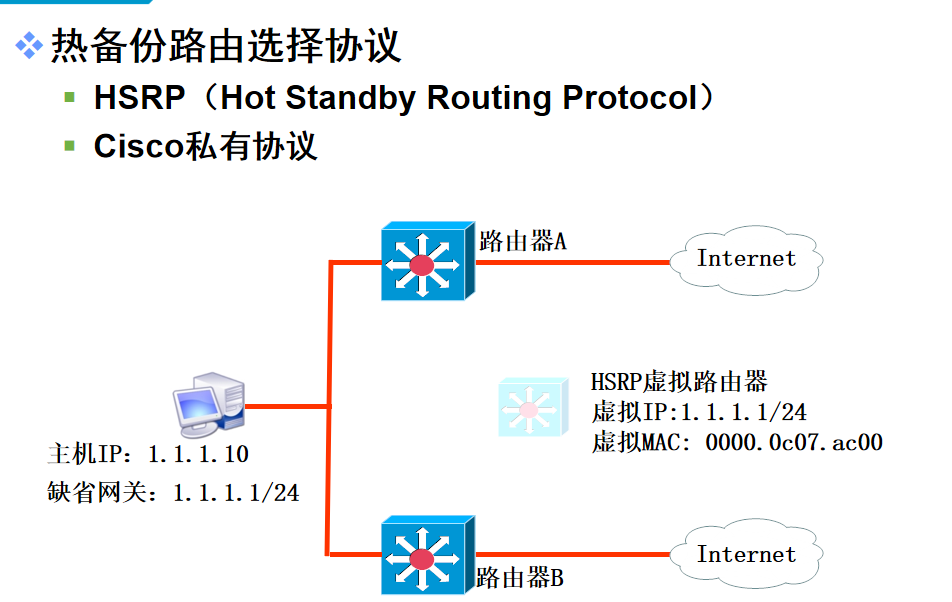 热备份路由选择协议
HSRP（Hot Standby Routing Protocol）
Cisco私有协议
路由器A
Internet
HSRP虚拟路由器
虚拟IP:1.1.1.1/24
虚拟MAC: 0000.0c07.ac00
主机IP: 1.1.1.10
缺省网关: 1.1.1.1/24
路由器B
Internet